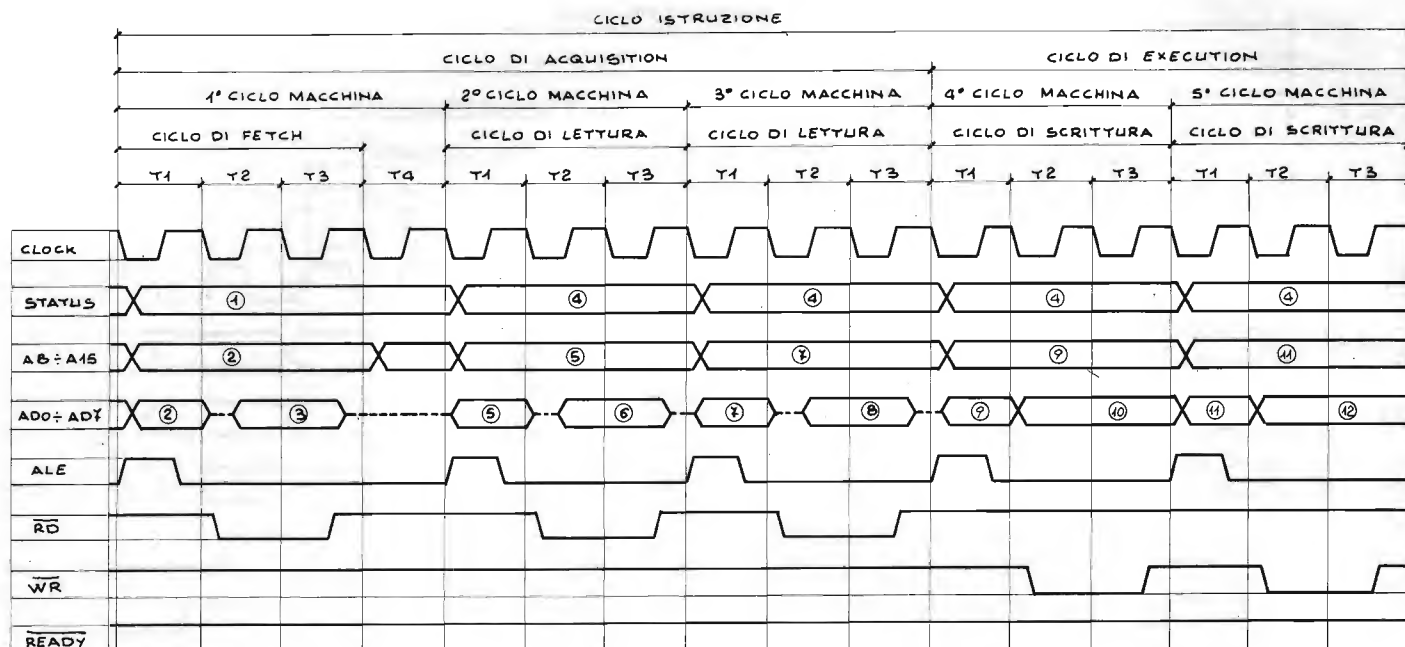 CICLO ISTRUZIONE
CICLO DI ACQUISITION CICLO DI EXECUTION
1° CICLO MACCHINA 2° CICLO MACCHINA 3° CICLO MACCHINA 4° CICLO MACCHINA 5° CICLO MACCHINA
CICLO DI FETCH CICLO DI LETTURA CICLO DI LETTURA CICLO DI SCRITTURA CICLO DI SCRITTURA
T1 T2 T3 T4 T1 T2 T3 T1 T2 T3 T1 T2 T3 T1 T2 T3
CLOCK
STATUS 1 4 4 4 4
A8÷A15 2 5 7 9 11
AD0÷AD7 2 3 5 6 7 8 9 10 11 12
ALE
R̅D̅
W̅R̅
R̅E̅A̅D̅Y̅